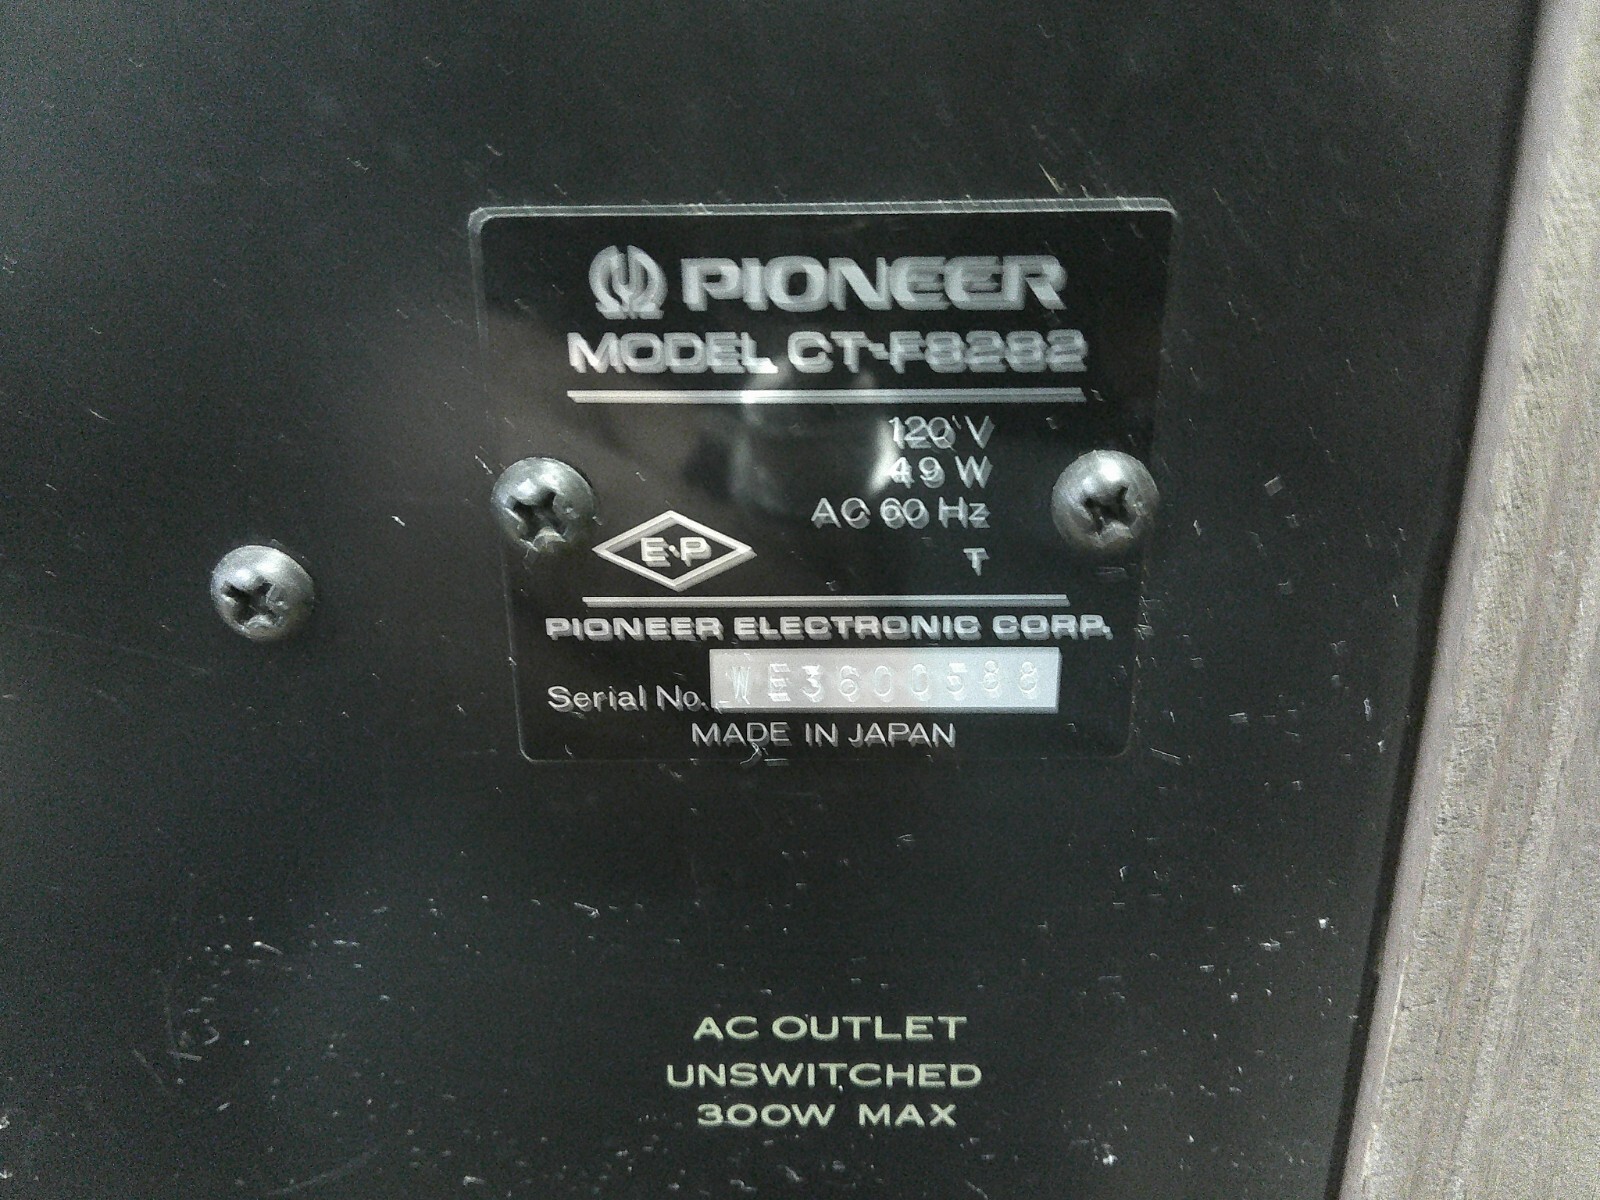 PIONEER
MODEL CT-F8282
120 V
49 W
AC 60 Hz
T
E·P
PIONEER ELECTRONIC CORP.
Serial No.
MADE IN JAPAN
AC OUTLET
UNSWITCHED
300W MAX